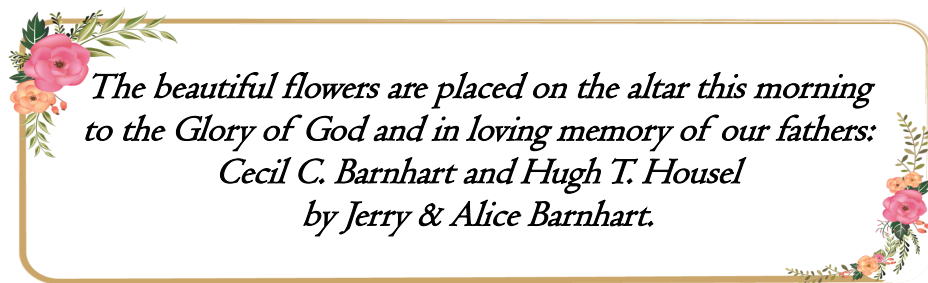 The beautiful flowers are placed on the altar this morning
to the Glory of God and in loving memory of our fathers:
Cecil C. Barnhart and Hugh T. Housel
by Jerry & Alice Barnhart.